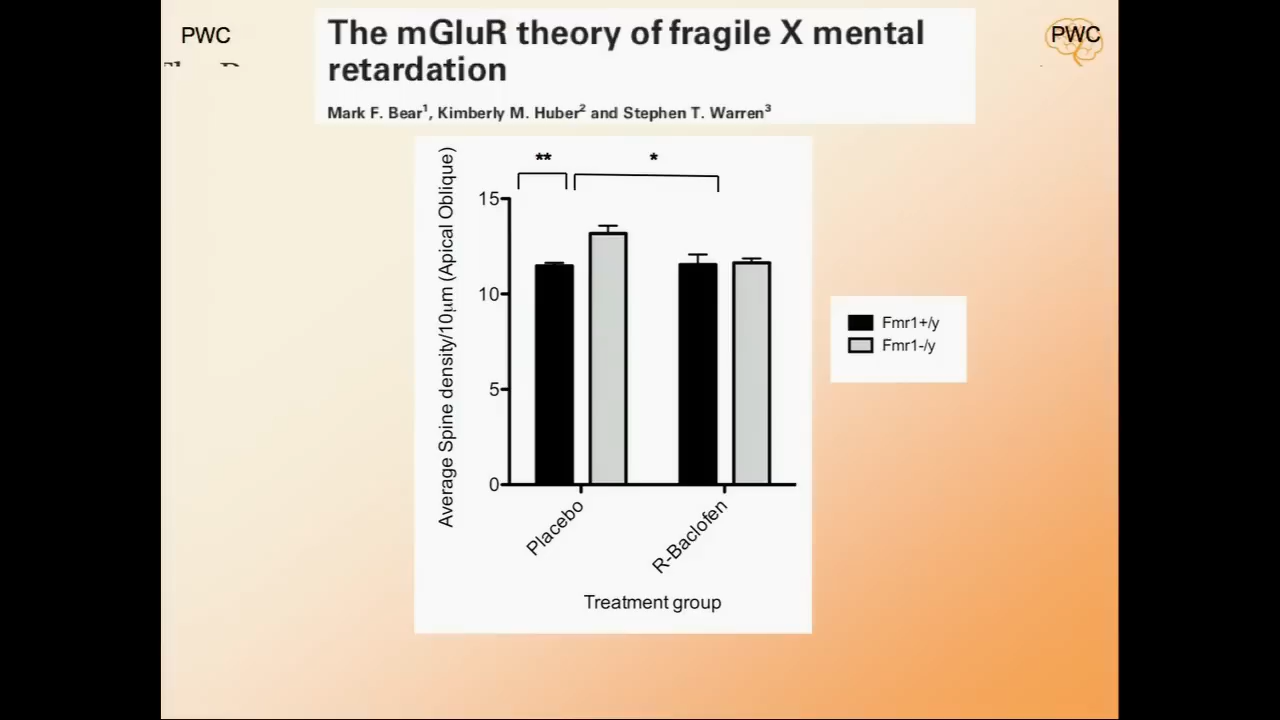 PWC
PWC
The mGluR theory of fragile X mental
retardation
Mark F. Bear1, Kimberly M. Huber2 and Stephen T. Warren3
**
*
Average Spine density/10µm (Apical Oblique)
15
10
5
0
Fmr1+/y
Fmr1-/y
Placebo
R-Baclofen
Treatment group